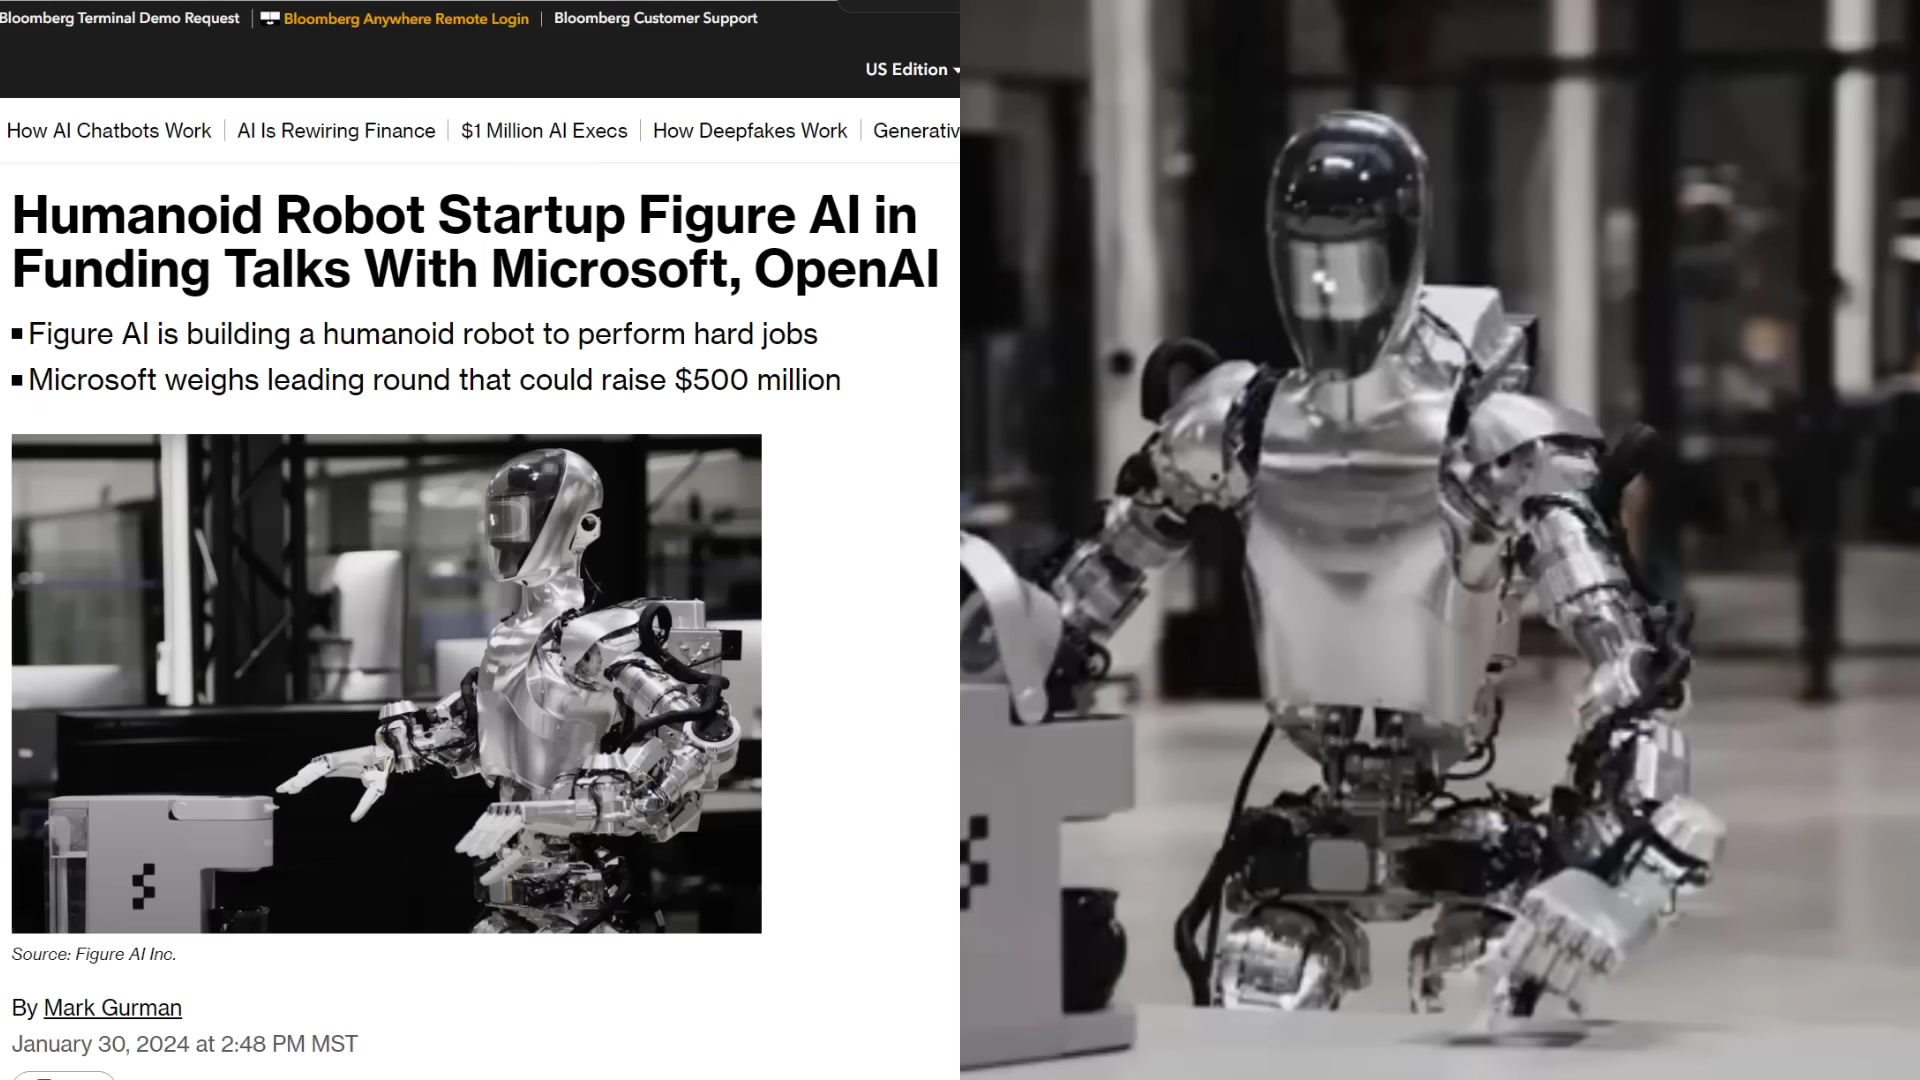 Bloomberg Terminal Demo Request
Bloomberg Anywhere Remote Login
Bloomberg Customer Support
US Edition
How AI Chatbots Work
AI Is Rewiring Finance
$1 Million AI Execs
How Deepfakes Work
Humanoid Robot Startup Figure AI in
Funding Talks With Microsoft, OpenAI
Figure AI is building a humanoid robot to perform hard jobs
Microsoft weighs leading round that could raise $500 million
Source: Figure AI Inc.
By Mark Gurman
January 30, 2024 at 2:48 PM MST